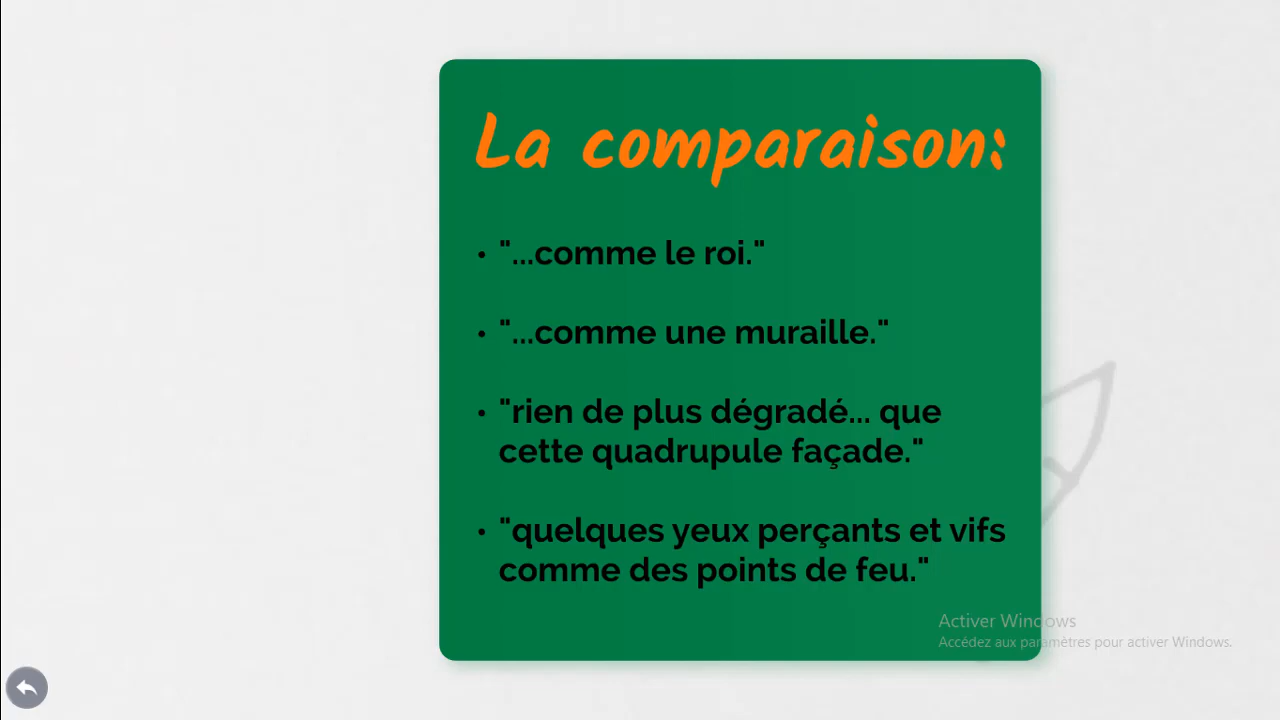 La comparaison:
• "...comme le roi."
• "...comme une muraille."
• "rien de plus dégradé... que
cette quadrupule façade."
• "quelques yeux perçants et vifs
comme des points de feu."
Activer Windows
Accédez aux paramètres pour activer Windows.